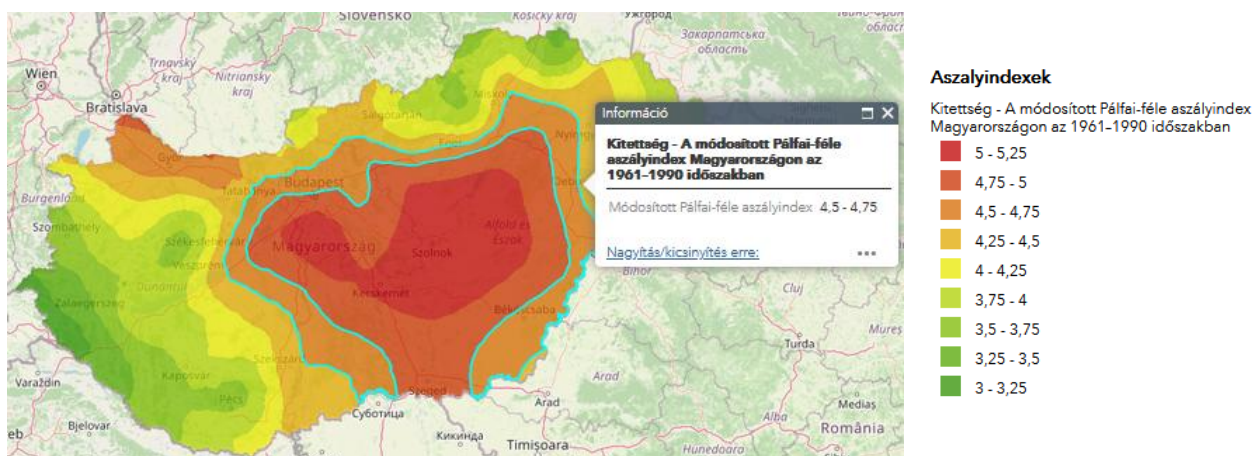 Slovensko
Košický kraj
Ужгород
Закарпатська
область
Trnavský
kraj
Nitriansky
kraj
Wien
Bratislava
Salgótarján
Győr
Tatabánya
Budapest
Burgenland
Szombathely
Székesfehérvár
Veszprém
Magyarország
Alföld és
Észak
Szolnok
Dunántúl
Zalaegerszeg
Kecskemét
Békéscsaba
Szekszárd
Kaposvár
Pécs
Szeged
Varaždin
Bjelovar
Суботица
Кикинда
Timișoara
Arad
Arad
Bihor
Cluj
Turda
Mureș
Alba
Mediaș
România
Hunedoara
Információ
Kitettség - A módosított Pálfai-féle
aszályindex Magyarországon az
1961–1990 időszakban
Módosított Pálfai-féle aszályindex 4,5 - 4,75
Nagyítás/kicsinyítés erre:
Aszalyindexek
Kitettség - A módosított Pálfai-féle aszályindex
Magyarországon az 1961–1990 időszakban
5 - 5,25
4,75 - 5
4,5 - 4,75
4,25 - 4,5
4 - 4,25
3,75 - 4
3,5 - 3,75
3,25 - 3,5
3 - 3,25